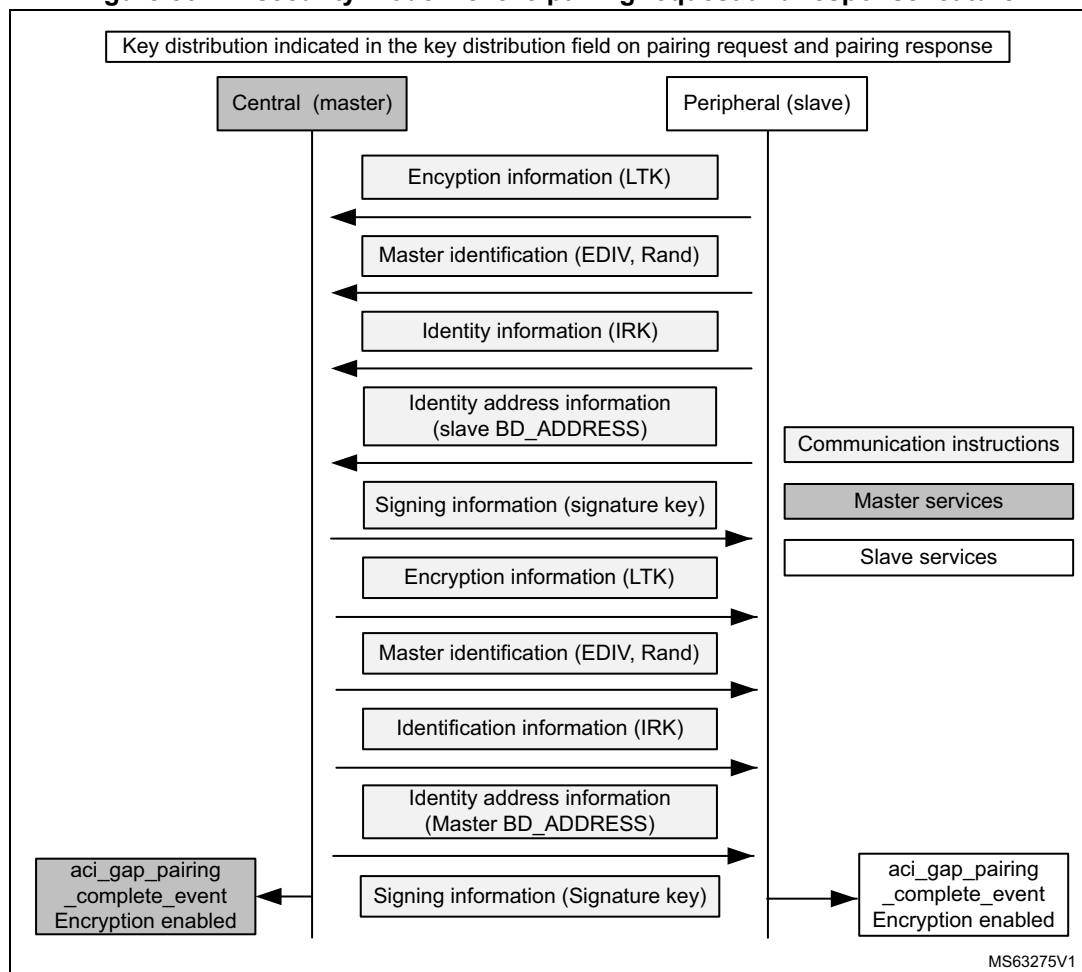 Key distribution indicated in the key distribution field on pairing request and pairing response
Central (master)
Peripheral (slave)
Encyption information (LTK)
Master identification (EDIV, Rand)
Identity information (IRK)
Identity address information
(slave BD_ADDRESS)
Communication instructions
Signing information (signature key)
Master services
Slave services
Encryption information (LTK)
Master identification (EDIV, Rand)
Identification information (IRK)
Identity address information
(Master BD_ADDRESS)
aci_gap_pairing
_complete_event
Encryption enabled
Signing information (Signature key)
aci_gap_pairing
_complete_event
Encryption enabled
MS63275V1